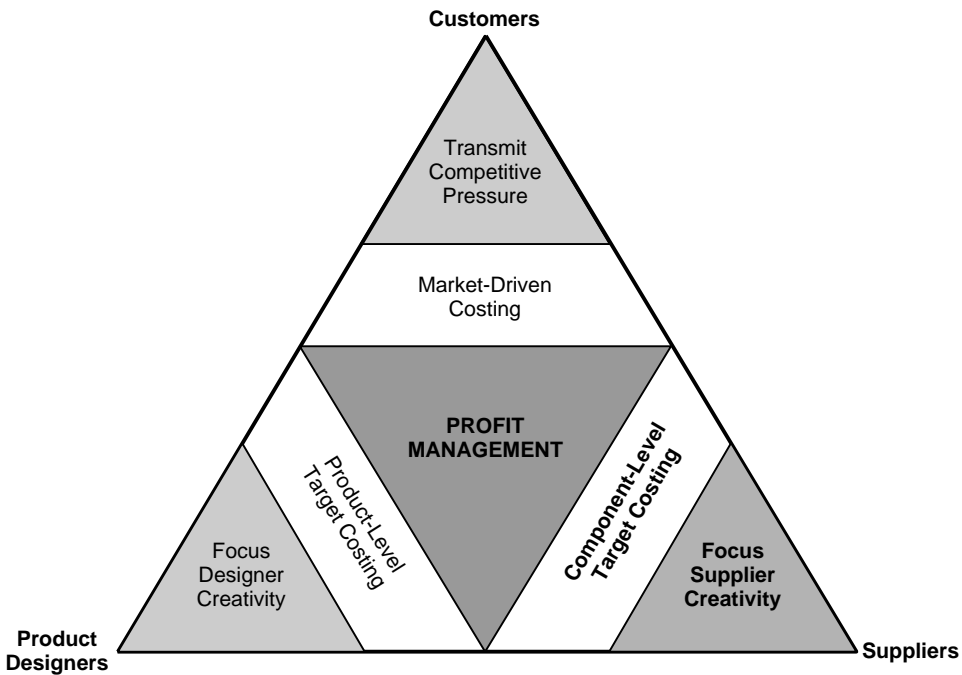 Customers
Transmit
Competitive
Pressure
Market-Driven
Costing
PROFIT
MANAGEMENT
Product-Level
Target Costing
Component-Level
Target Costing
Focus
Designer
Creativity
Focus
Supplier
Creativity
Product
Designers
Suppliers